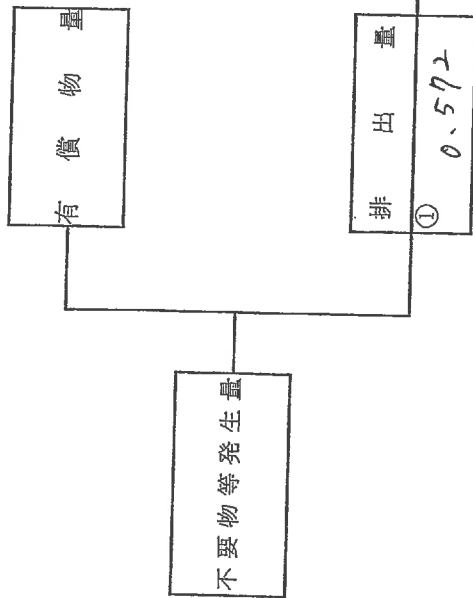 有償物量
不要物等発生量
排出量
①
0.572